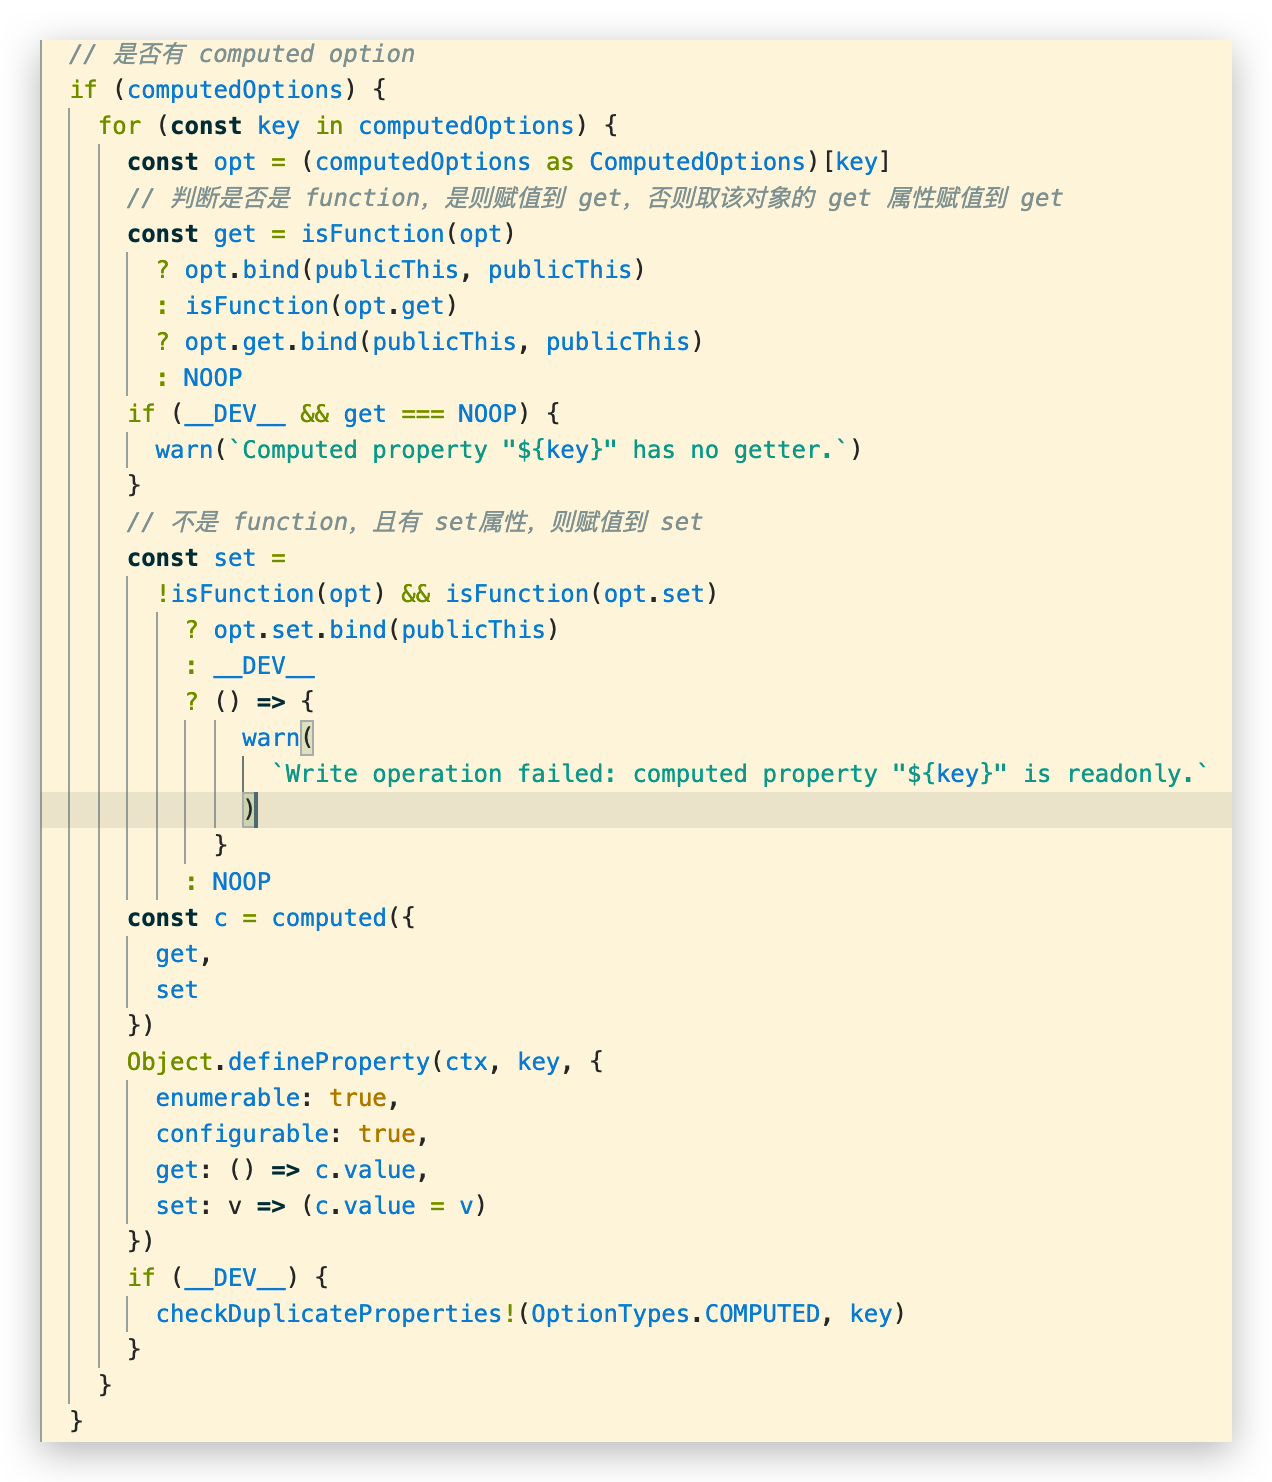 // 是否有 computed option
if (computedOptions) {
  for (const key in computedOptions) {
    const opt = (computedOptions as ComputedOptions)[key]
    // 判断是否是 function, 是则赋值到 get, 否则取该对象的 get 属性赋值到 get
    const get = isFunction(opt)
      ? opt.bind(publicThis, publicThis)
      : isFunction(opt.get)
      ? opt.get.bind(publicThis, publicThis)
      : NOOP
    if (__DEV__ && get === NOOP) {
      warn(`Computed property "${key}" has no getter.`)
    }
    // 不是 function, 且有 set属性, 则赋值到 set
    const set =
      !isFunction(opt) && isFunction(opt.set)
        ? opt.set.bind(publicThis)
        : __DEV__
        ? () => {
            warn(
              `Write operation failed: computed property "${key}" is readonly.`
            )
          }
        : NOOP
    const c = computed({
      get,
      set
    })
    Object.defineProperty(ctx, key, {
      enumerable: true,
      configurable: true,
      get: () => c.value,
      set: v => (c.value = v)
    })
    if (__DEV__) {
      checkDuplicateProperties!(OptionTypes.COMPUTED, key)
    }
  }
}